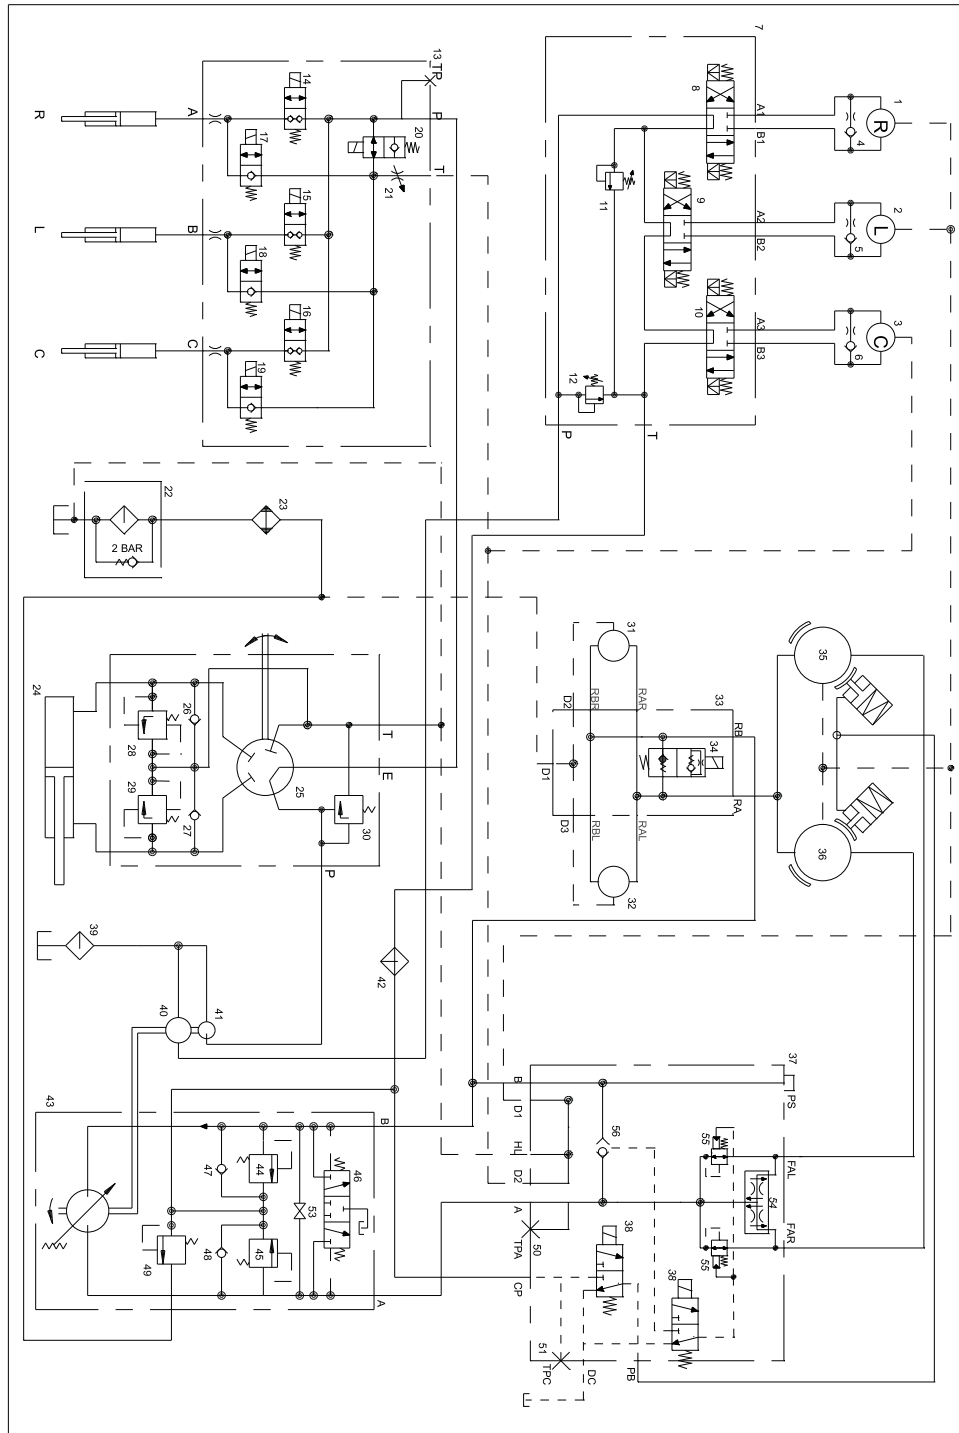 13 TP
14
17
R
A
P
20
T
21
15
18
L
B
16
19
C
C
7
8
A1
B1
R
1
4
11
9
A2
B2
L
2
5
10
A3
B3
C
3
6
12
P
T
22
2 BAR
23
24
26
28
29
27
25
T
E
30
P
31
D2
RBR
RAR
33
RB
34
D1
RA
D3
RBL
RAL
32
35
36
39
40
41
42
43
B
47
44
46
53
48
45
49
A
37
PS
B
D1
HL
D2
A
TPA
50
CP
56
55
FAL
54
FAR
55
38
38
51
TPC
DC
PB